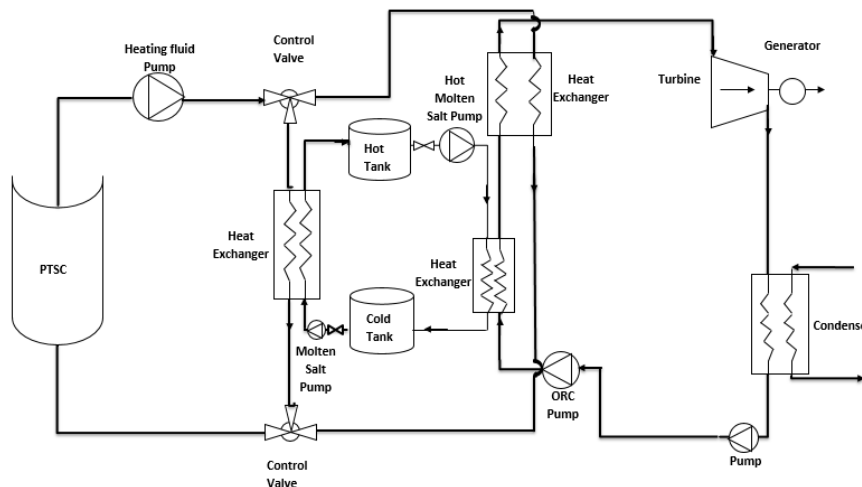 Heating fluid
Pump
Control
Valve
Hot
Molten
Salt Pump
Heat
Exchanger
Turbine
Generator
Hot
Tank
PTSC
Heat
Exchanger
Heat
Exchanger
Cold
Tank
Molten
Salt
Pump
Condense
ORC
Pump
Pump
Control
Valve